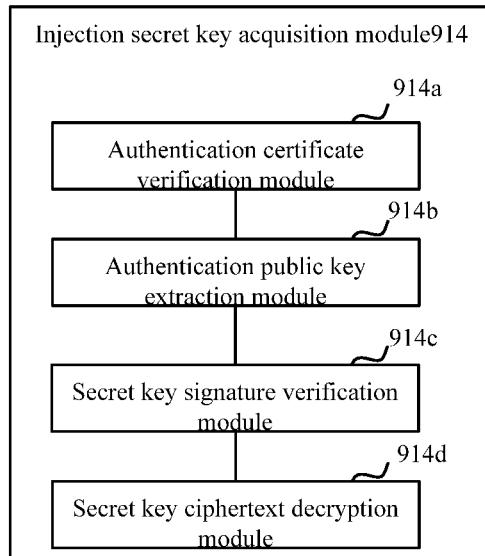 Injection secret key acquisition module914
914a
Authentication certificate
verification module
914b
Authentication public key
extraction module
914c
Secret key signature verification
module
914d
Secret key ciphertext decryption
module